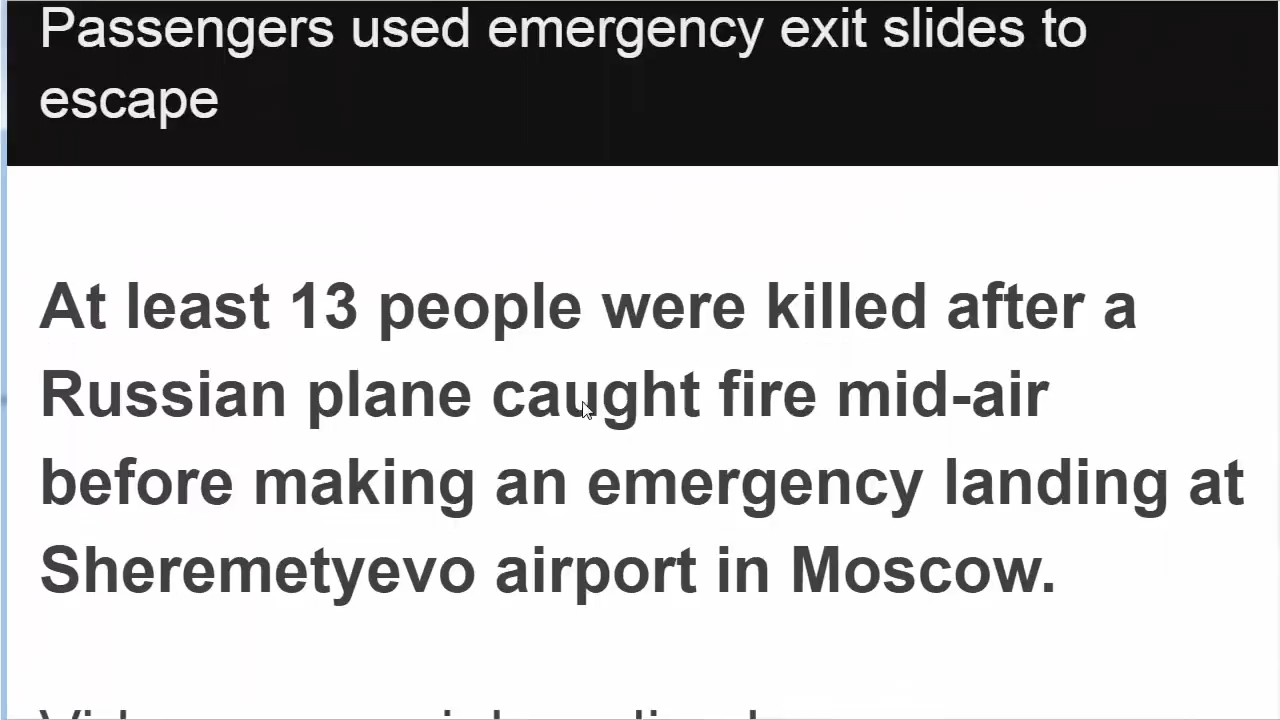 Passengers used emergency exit slides to
escape
At least 13 people were killed after a
Russian plane caught fire mid-air
before making an emergency landing at
Sheremetyevo airport in Moscow.